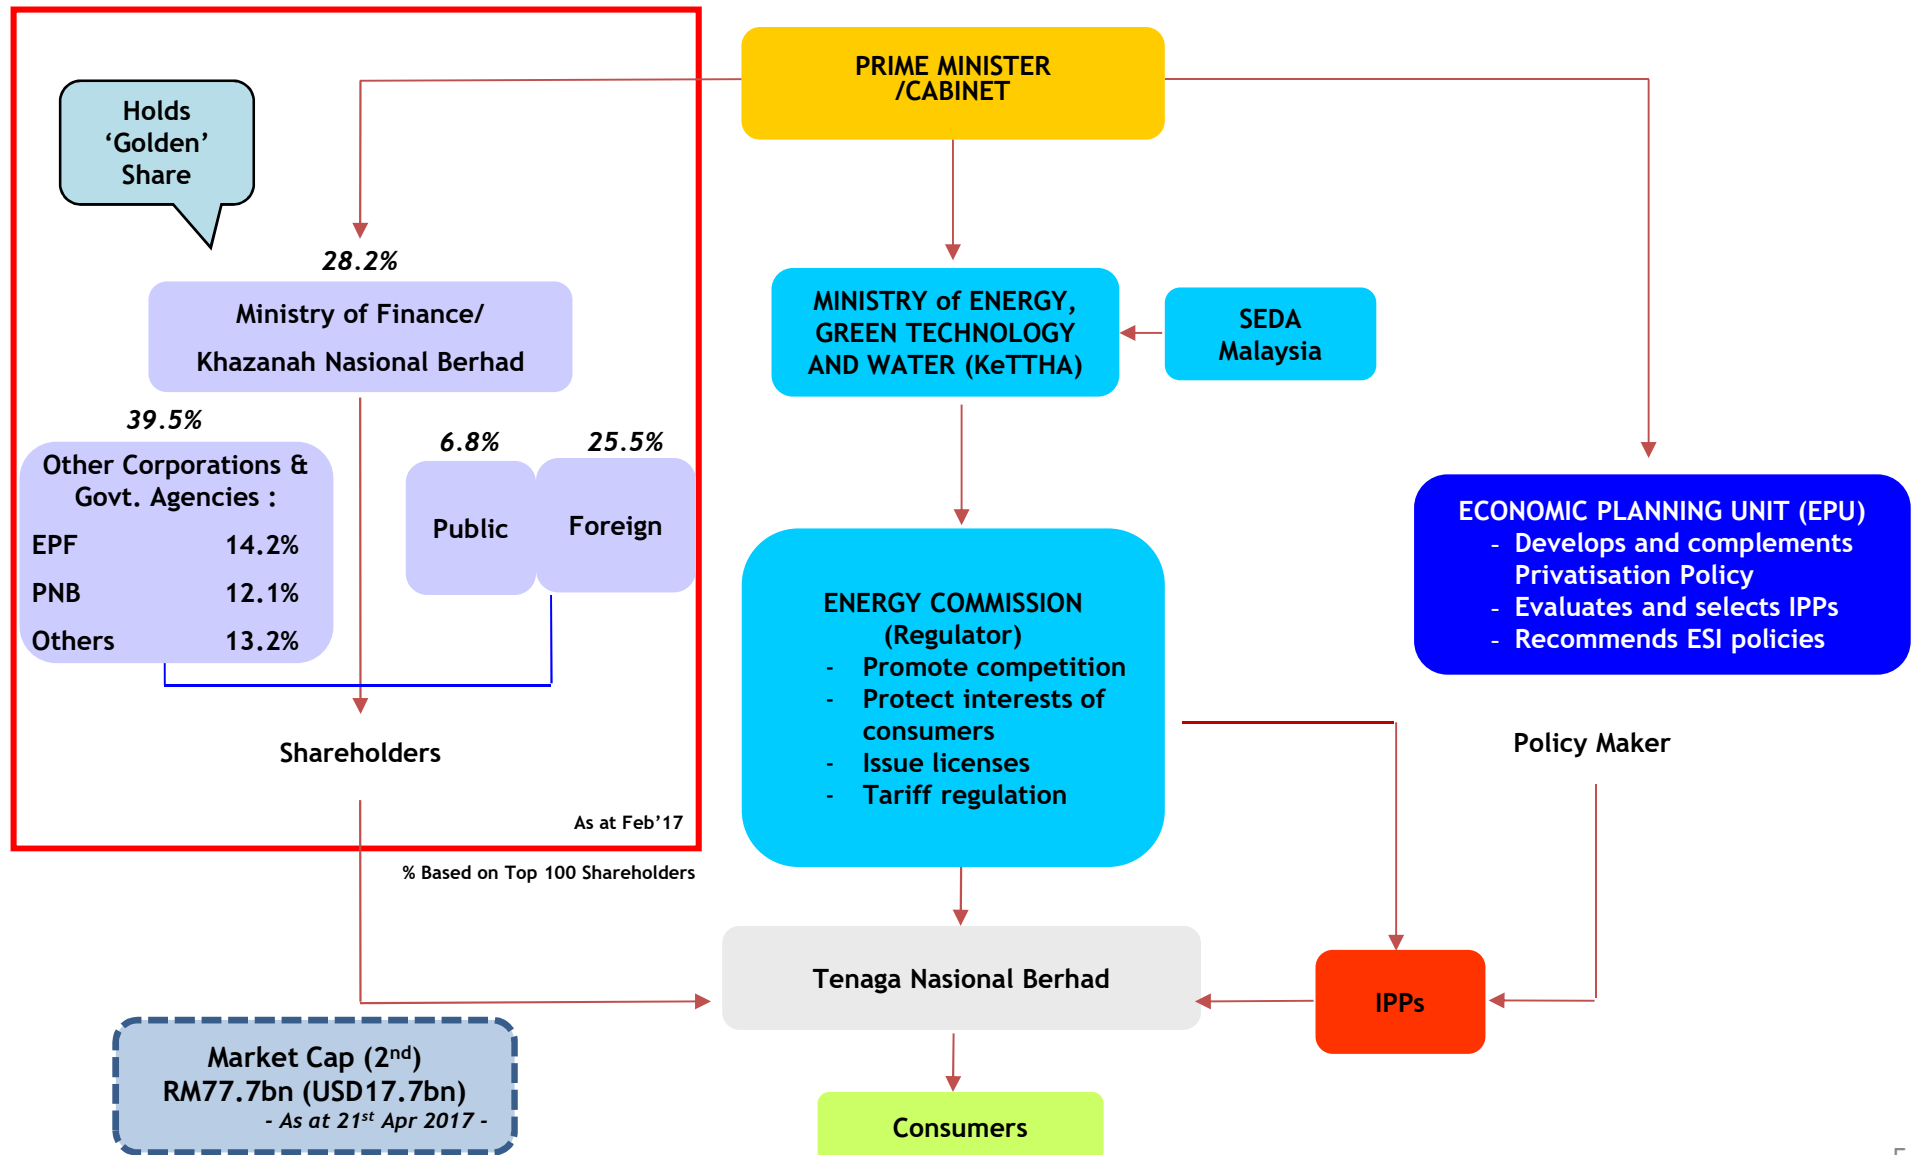 PRIME MINISTER
/CABINET
Holds
‘Golden’
Share
28.2%
Ministry of Finance/
Khazanah Nasional Berhad
MINISTRY of ENERGY,
GREEN TECHNOLOGY
AND WATER (KeTTHA)
SEDA
Malaysia
39.5%
Other Corporations &
Govt. Agencies :
EPF 14.2%
PNB 12.1%
Others 13.2%
6.8%
Public
25.5%
Foreign
Shareholders
As at Feb’17
% Based on Top 100 Shareholders
ENERGY COMMISSION
(Regulator)
- Promote competition
- Protect interests of
consumers
- Issue licenses
- Tariff regulation
ECONOMIC PLANNING UNIT (EPU)
- Develops and complements
Privatisation Policy
- Evaluates and selects IPPs
- Recommends ESI policies
Policy Maker
Tenaga Nasional Berhad
IPPs
Market Cap (2nd)
RM77.7bn (USD17.7bn)
- As at 21st Apr 2017 -
Consumers